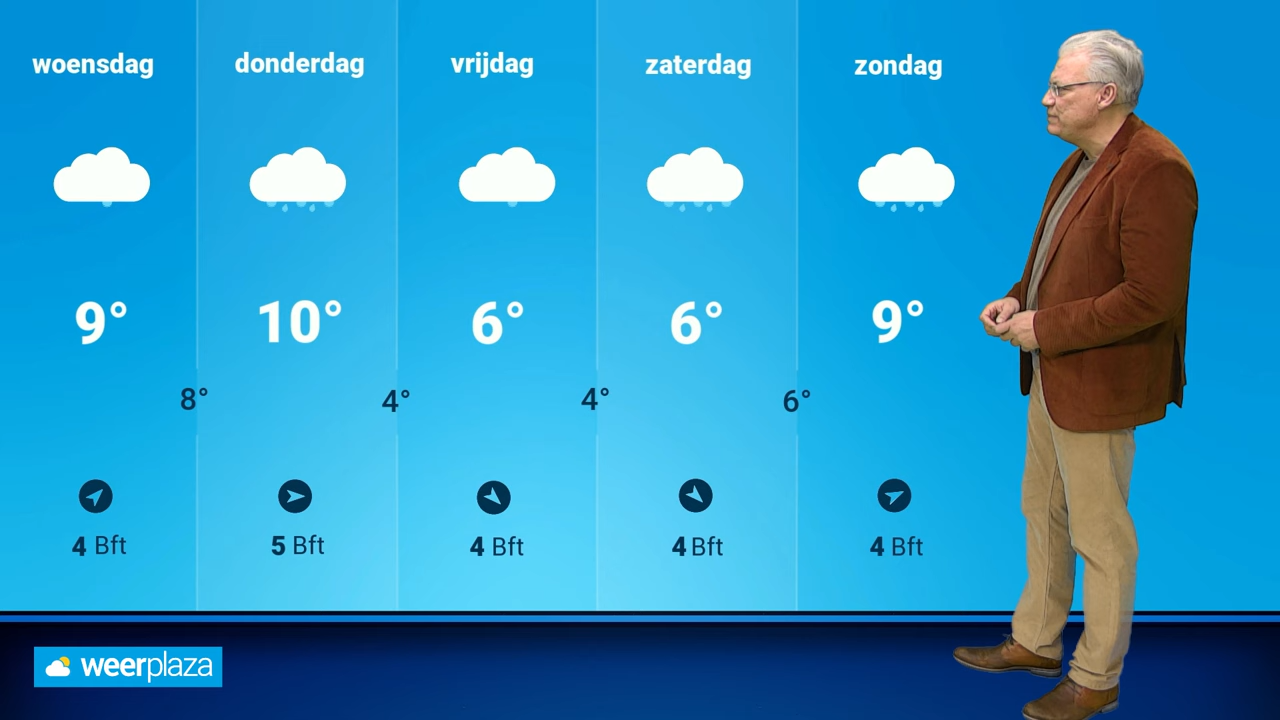 woensdag donderdag vrijdag zaterdag zondag
9° 10° 6° 6° 9°
8° 4° 4° 6°
4 Bft 5 Bft 4 Bft 4 Bft 4 Bft
weerplaza